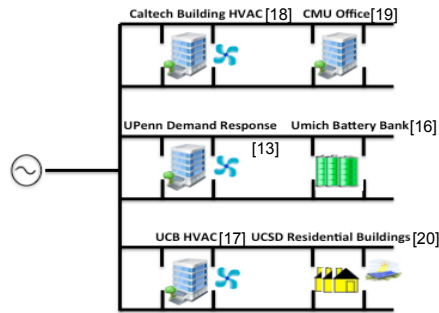 Caltech Building HVAC [18] CMU Office [19]
UPenn Demand Response Umich Battery Bank [16]
[13]
UCB HVAC [17] UCSD Residential Buildings [20]